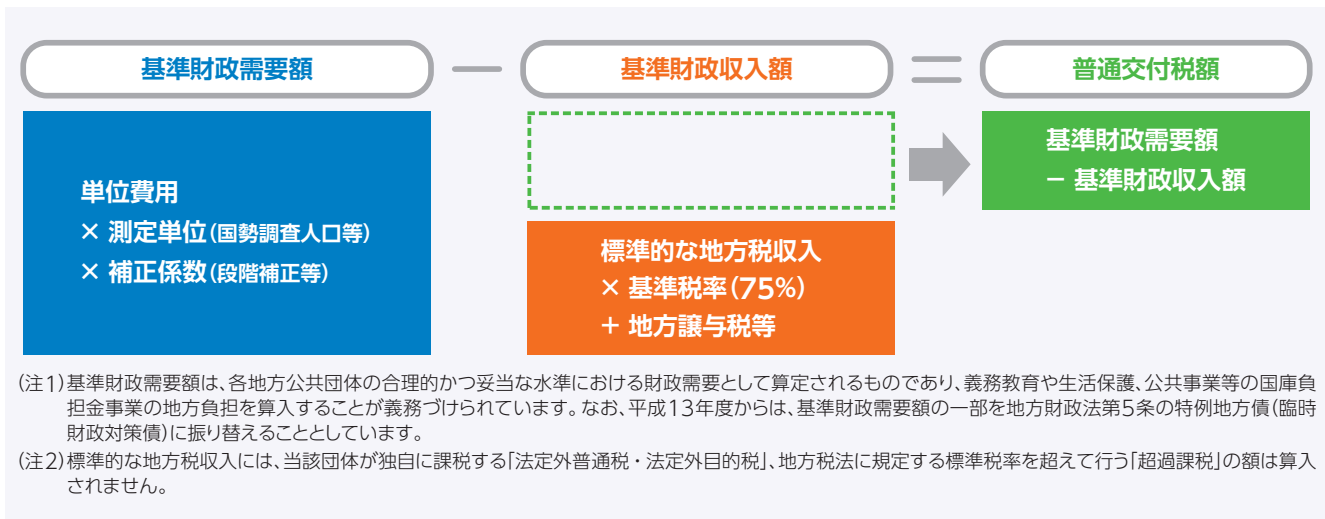 基準財政需要額 － 基準財政収入額 ＝ 普通交付税額
単位費用
× 測定単位(国勢調査人口等)
× 補正係数(段階補正等)
標準的な地方税収入
× 基準税率(75%)
＋ 地方譲与税等
基準財政需要額
－ 基準財政収入額
(注1)基準財政需要額は、各地方公共団体の合理的かつ妥当な水準における財政需要として算定されるものであり、義務教育や生活保護、公共事業等の国庫負
担金事業の地方負担を算入することが義務づけられています。なお、平成13年度からは、基準財政需要額の一部を地方財政法第5条の特例地方債(臨時
財政対策債)に振り替えることとしています。
(注2)標準的な地方税収入には、当該団体が独自に課税する「法定外普通税・法定外目的税」、地方税法に規定する標準税率を超えて行う「超過課税」の額は算入
されません。